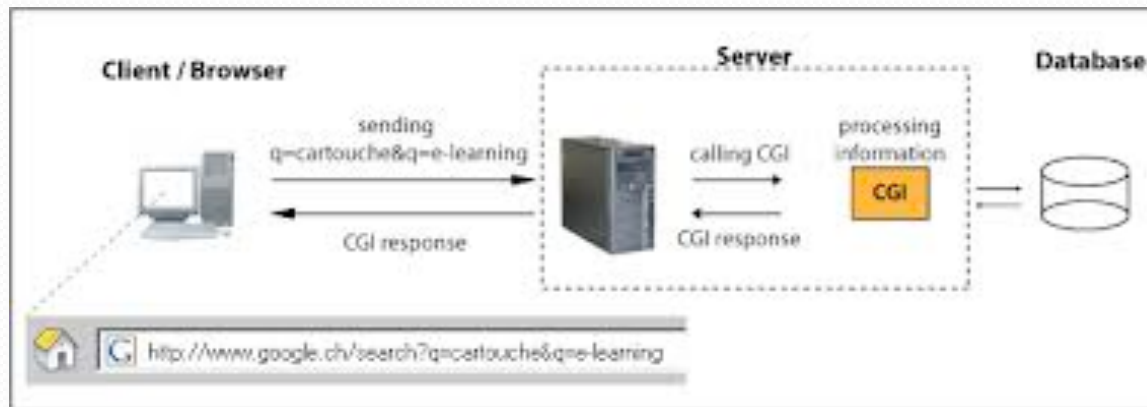 Client / Browser
Server
Database
sending
q=cartouche&q=e-learning
CGI response
calling CGI
CGI response
processing
information
CGI
G
http://www.google.ch/search?q=cartouche&q=e-learning